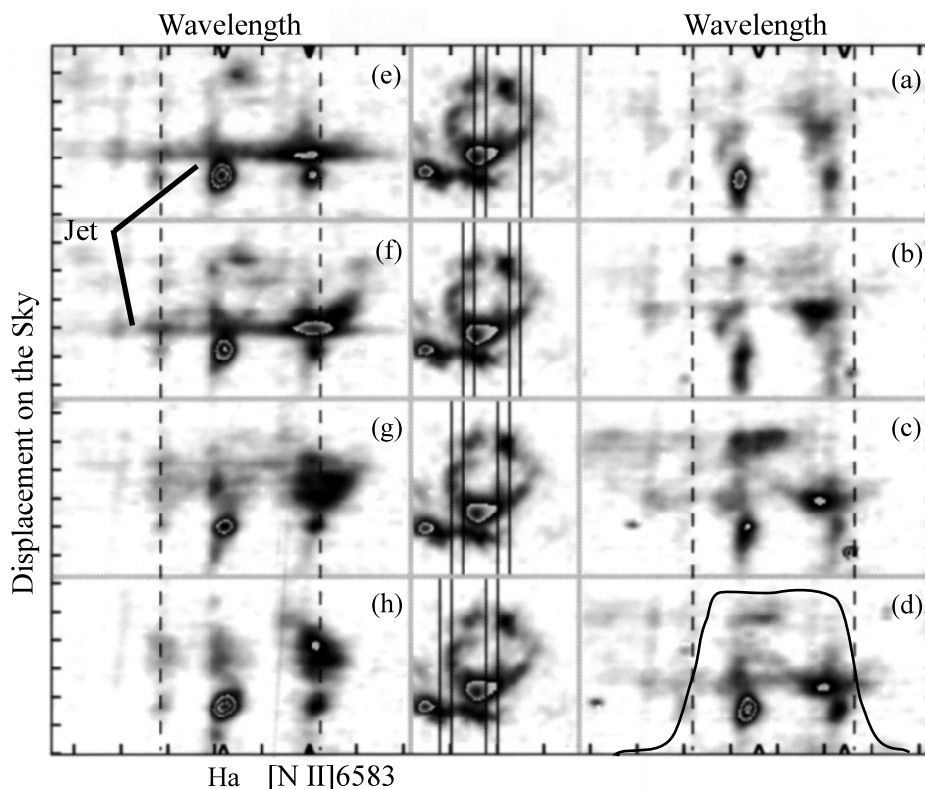 Wavelength Wavelength
(e) (a)
Jet
(f) (b)
Displacement on the Sky
(g) (c)
(h) (d)
Ha [N II]6583